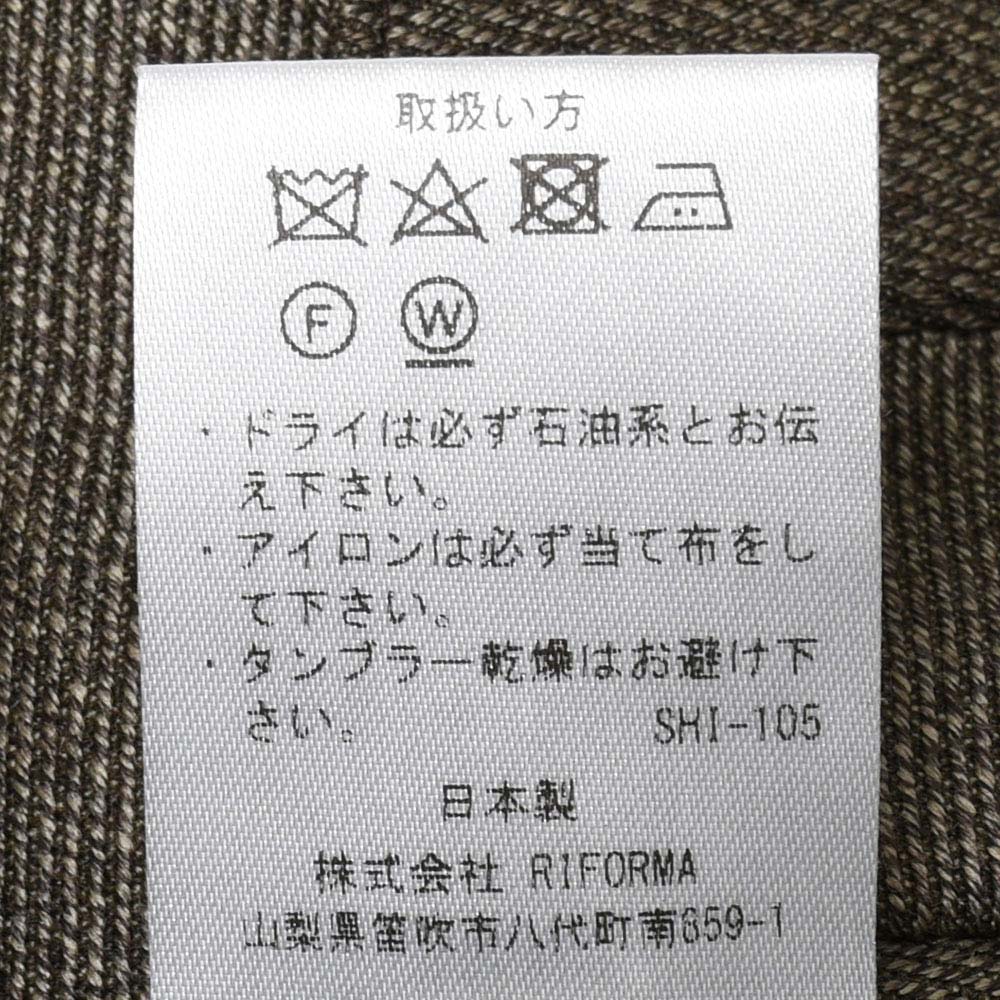 取扱い方
F W
・ドライは必ず石油系とお伝
え下さい。
・アイロンは必ず当て布をし
て下さい。
・タンブラー乾燥はお避け下
さい。 SHI-105
日本製
株式会社 RIFORMA
山梨県笛吹市八代町南659-1